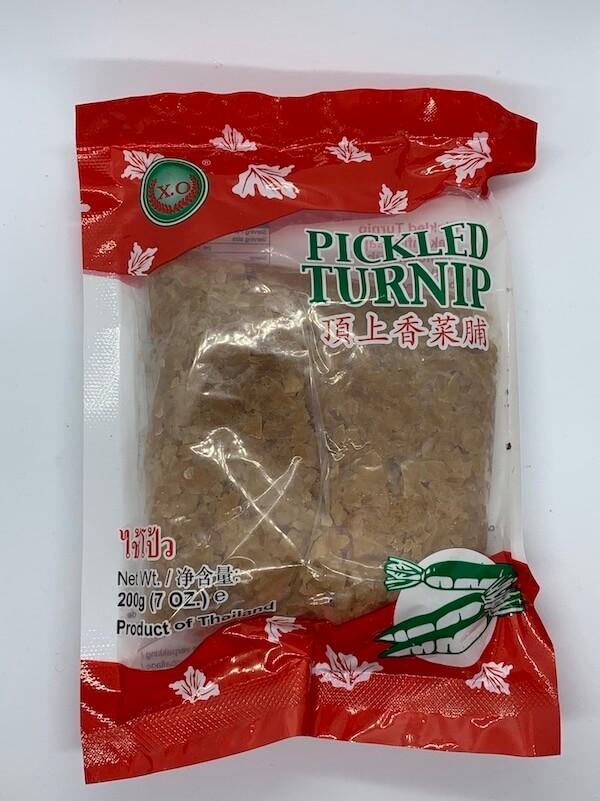 X.O
®
PICKLED
TURNIP
頂上香菜脯
ไช้โป้ว
Net Wt. / 净含量:
200g (7 OZ.) e
Product of Thailand